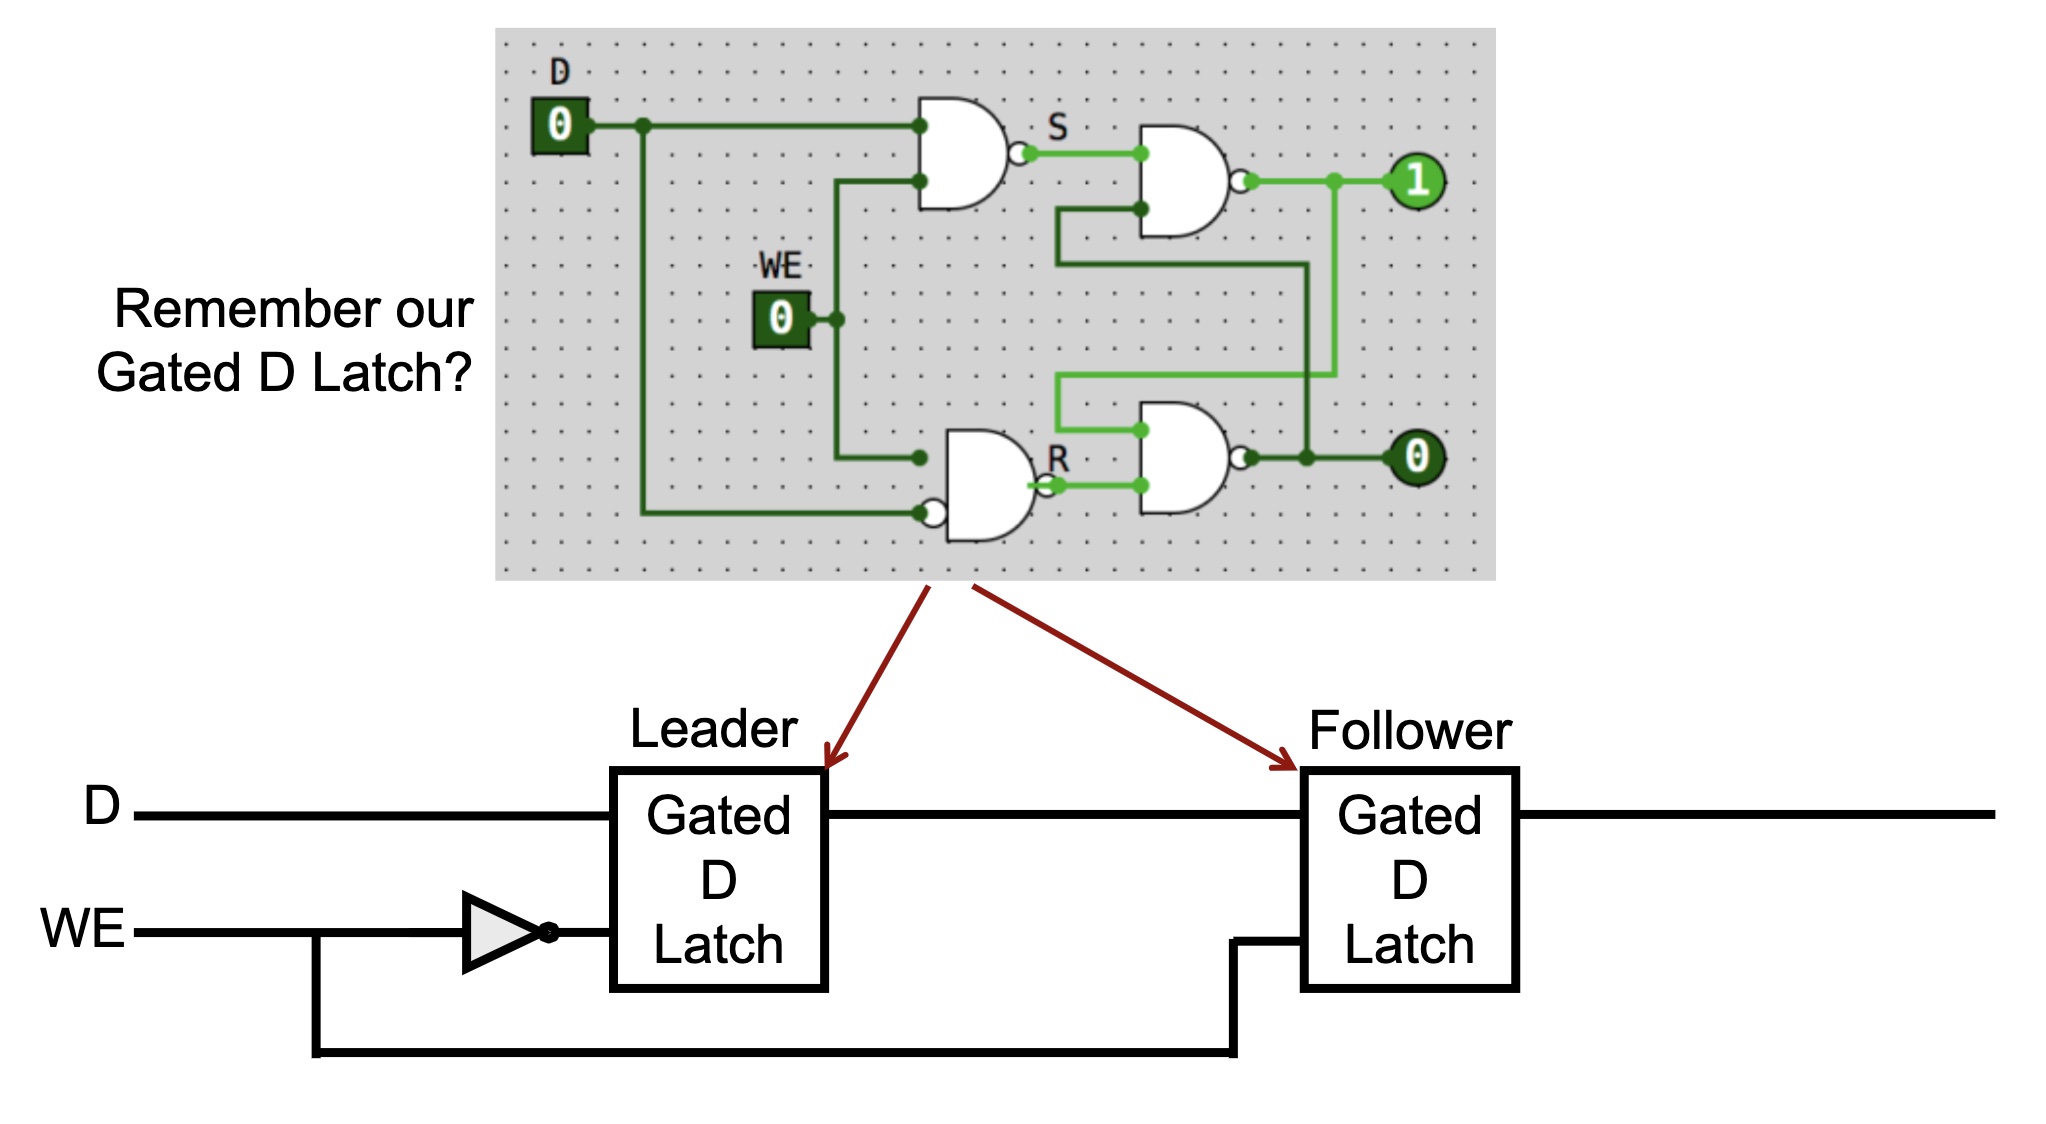 D
0
S
1
WE
0
Remember our
Gated D Latch?
R
0
Leader
Follower
D
Gated
D
Latch
Gated
D
Latch
WE